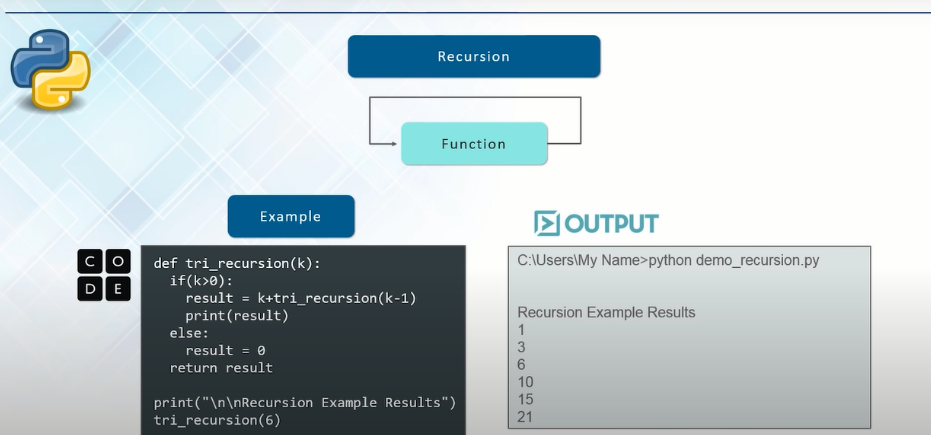 Recursion
Function
Example
C O
D E
def tri_recursion(k):
  if(k>0):
    result = k+tri_recursion(k-1)
    print(result)
  else:
    result = 0
  return result

print("\n\nRecursion Example Results")
tri_recursion(6)
OUTPUT
C:\Users\My Name>python demo_recursion.py

Recursion Example Results
1
3
6
10
15
21